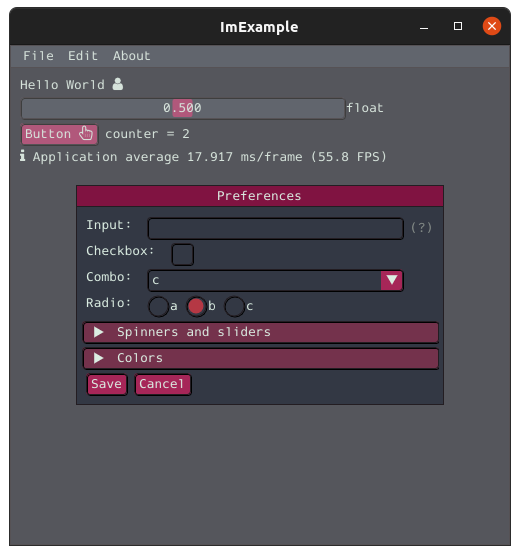 ImExample
File Edit About
Hello World
0.500 float
Button counter = 2
Application average 17.917 ms/frame (55.8 FPS)
Preferences
Input: (?)
Checkbox:
Combo: c
Radio: a b c
Spinners and sliders
Colors
Save Cancel